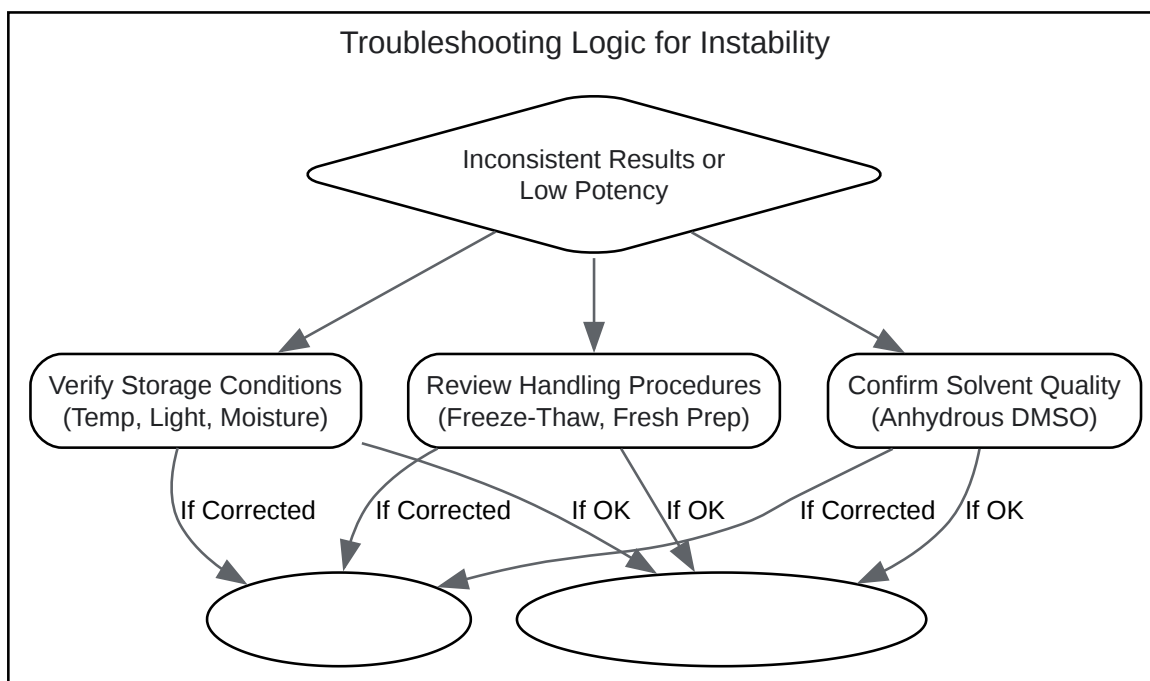 Troubleshooting Logic for Instability
Inconsistent Results or
Low Potency
Verify Storage Conditions
(Temp, Light, Moisture)
Review Handling Procedures
(Freeze-Thaw, Fresh Prep)
Confirm Solvent Quality
(Anhydrous DMSO)
If Corrected
If Corrected
If OK
If OK
If Corrected
If OK